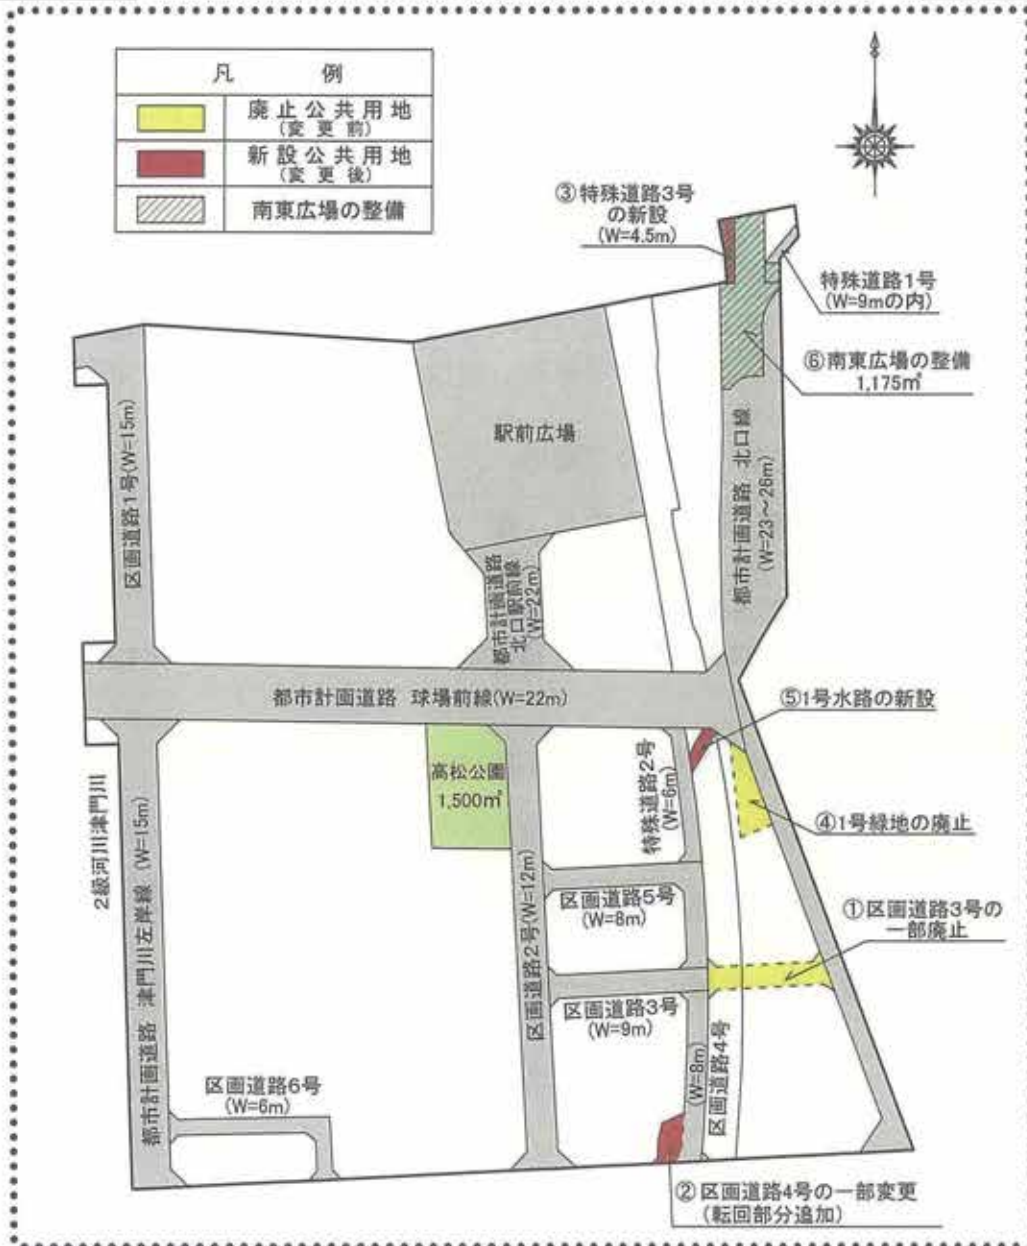 凡 例
廃止公共用地
(変更前)
新設公共用地
(変更後)
南東広場の整備
③特殊道路3号
の新設
(W=4.5m)
特殊道路1号
(W=9mの内)
⑥南東広場の整備
1,175㎡
駅前広場
区画道路1号(W=15m)
都市計画道路 北口線
(W=23～26m)
都市計画道路
北口駅前線
(W=22m)
都市計画道路 球場前線(W=22m)
⑤1号水路の新設
高松公園
1,500㎡
特殊道路2号
(W=6m)
④1号緑地の廃止
2級河川津門川
都市計画道路 津門川左岸線 (W=15m)
区画道路2号(W=12m)
区画道路5号
(W=8m)
①区画道路3号の
一部廃止
区画道路3号
(W=9m)
(W=8m)
区画道路4号
区画道路6号
(W=6m)
②区画道路4号の一部変更
(転回部分追加)